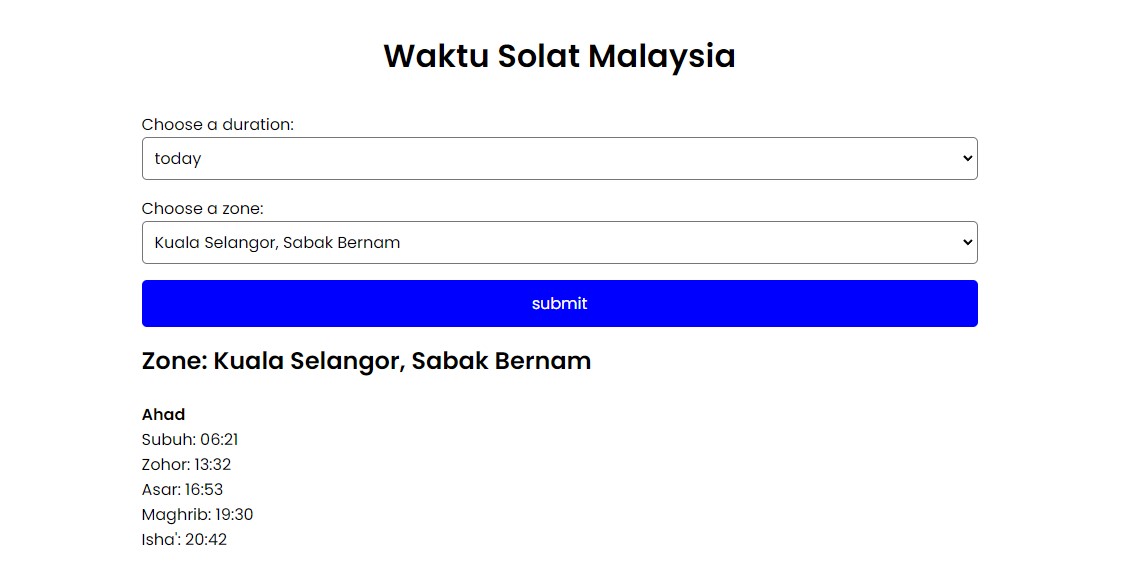 Waktu Solat Malaysia
Choose a duration:
today
Choose a zone:
Kuala Selangor, Sabak Bernam
submit
Zone: Kuala Selangor, Sabak Bernam
Ahad
Subuh: 06:21
Zohor: 13:32
Asar: 16:53
Maghrib: 19:30
Isha': 20:42